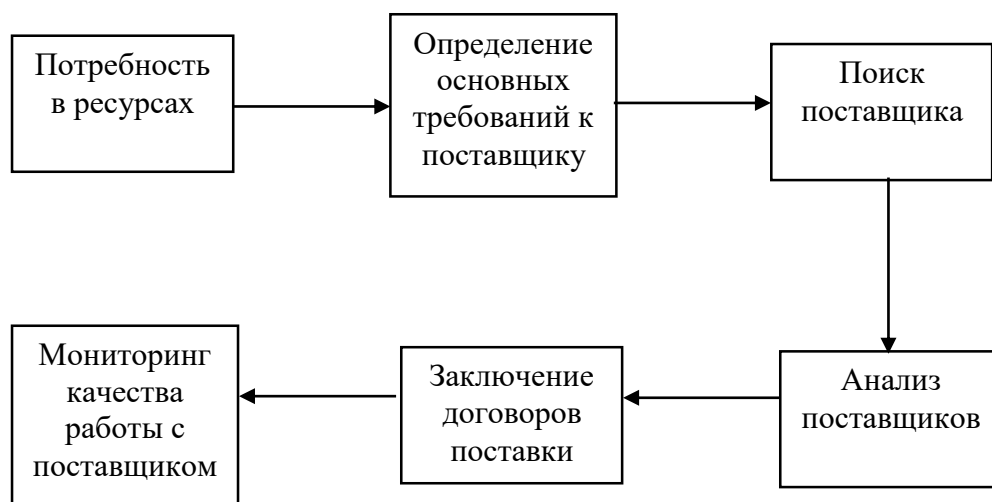 Потребность
в ресурсах
Определение
основных
требований к
поставщику
Поиск
поставщика
Анализ
поставщиков
Заключение
договоров
поставки
Мониторинг
качества
работы с
поставщиком